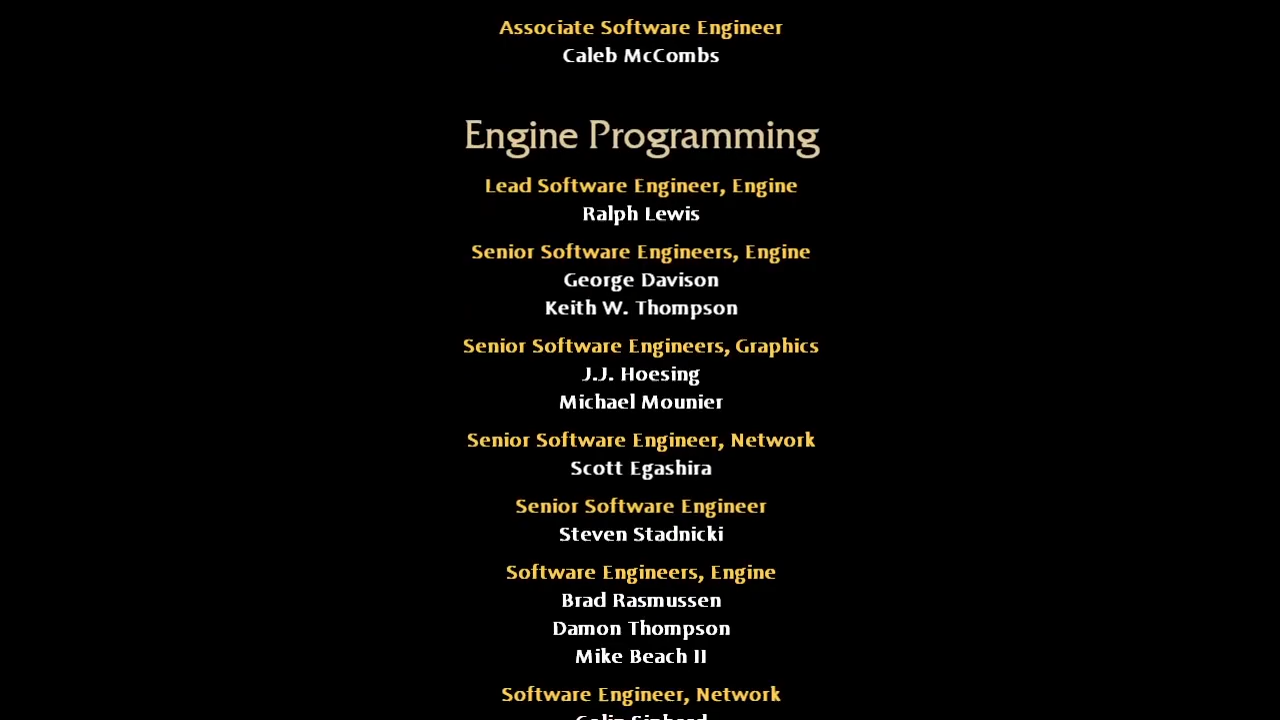 Associate Software Engineer
Caleb McCombs
Engine Programming
Lead Software Engineer, Engine
Ralph Lewis
Senior Software Engineers, Engine
George Davison
Keith W. Thompson
Senior Software Engineers, Graphics
J.J. Hoesing
Michael Mounier
Senior Software Engineer, Network
Scott Egashira
Senior Software Engineer
Steven Stadnicki
Software Engineers, Engine
Brad Rasmussen
Damon Thompson
Mike Beach II
Software Engineer, Network